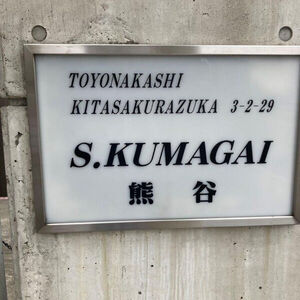 TOYONAKASHI
KITASAKURAZUKA 3-2-29
S.KUMAGAI
熊谷